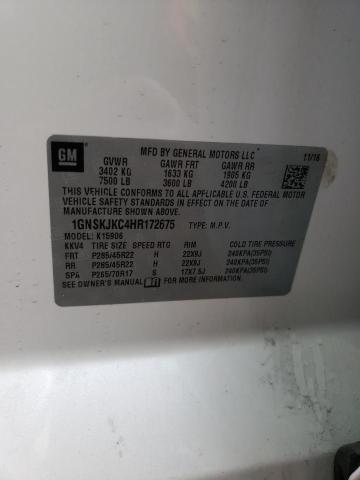 GM
MFD BY GENERAL MOTORS LLC 11/16
GVWR GAWR FRT GAWR RR
3402 KG 1633 KG 1905 KG
7500 LB 3600 LB 4200 LB
THIS VEHICLE CONFORMS TO ALL APPLICABLE U.S. FEDERAL MOTOR
VEHICLE SAFETY STANDARDS IN EFFECT ON THE DATE OF
MANUFACTURE SHOWN ABOVE.
1GNSKJKC4HR172675 TYPE: M.P.V.
MODEL: K15906
KKV4 TIRE SIZE SPEED RTG RIM COLD TIRE PRESSURE
FRT P285/45R22 H 22X9J 240KPA(35PSI)
RR P285/45R22 H 22X9J 240KPA(35PSI)
SPA P265/70R17 S 17X7.5J 240KPA(35PSI)
SEE OWNER'S MANUAL FOR MORE INFORMATION.